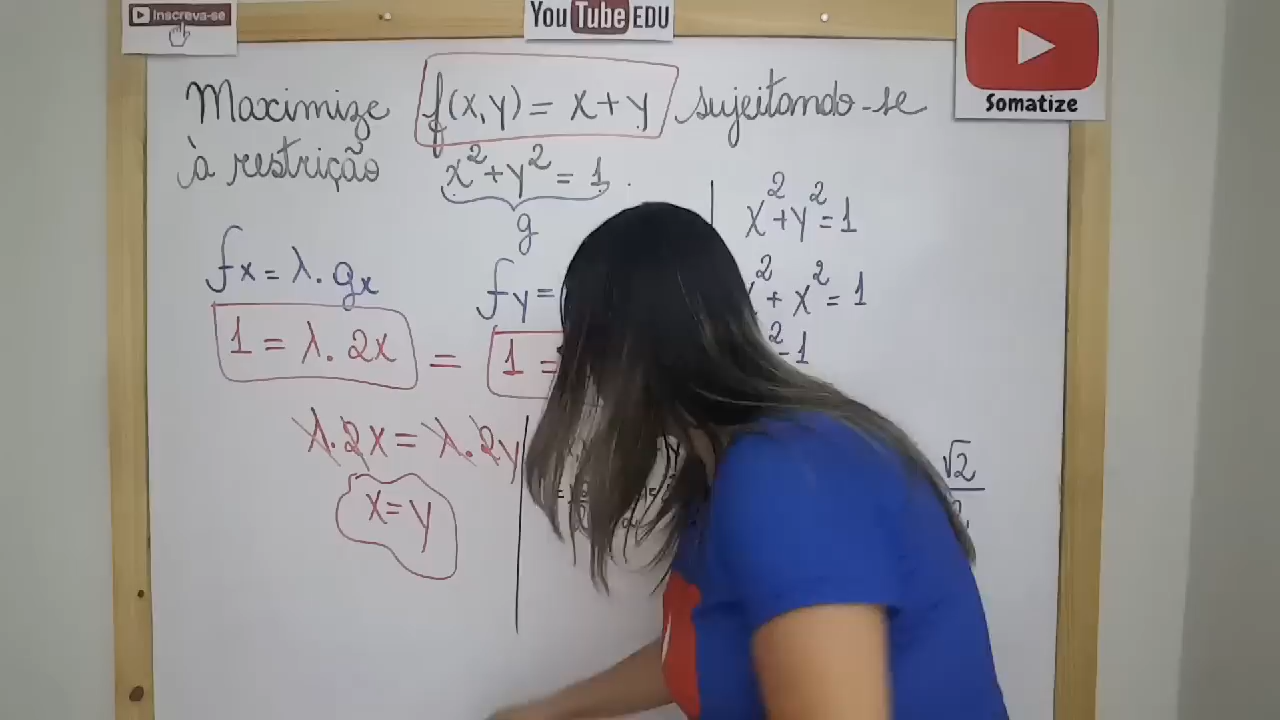 Inscreva-se
YouTube EDU
Somatize
Maximize f(x,y) = x + y sujeitando-se
à restrição x² + y² = 1.
g
fx = λ. gx
fy =
1 = λ. 2x = 1 =
λ. 2x = λ. 2y
x = y
x² + y² = 1
² + x² = 1
√2